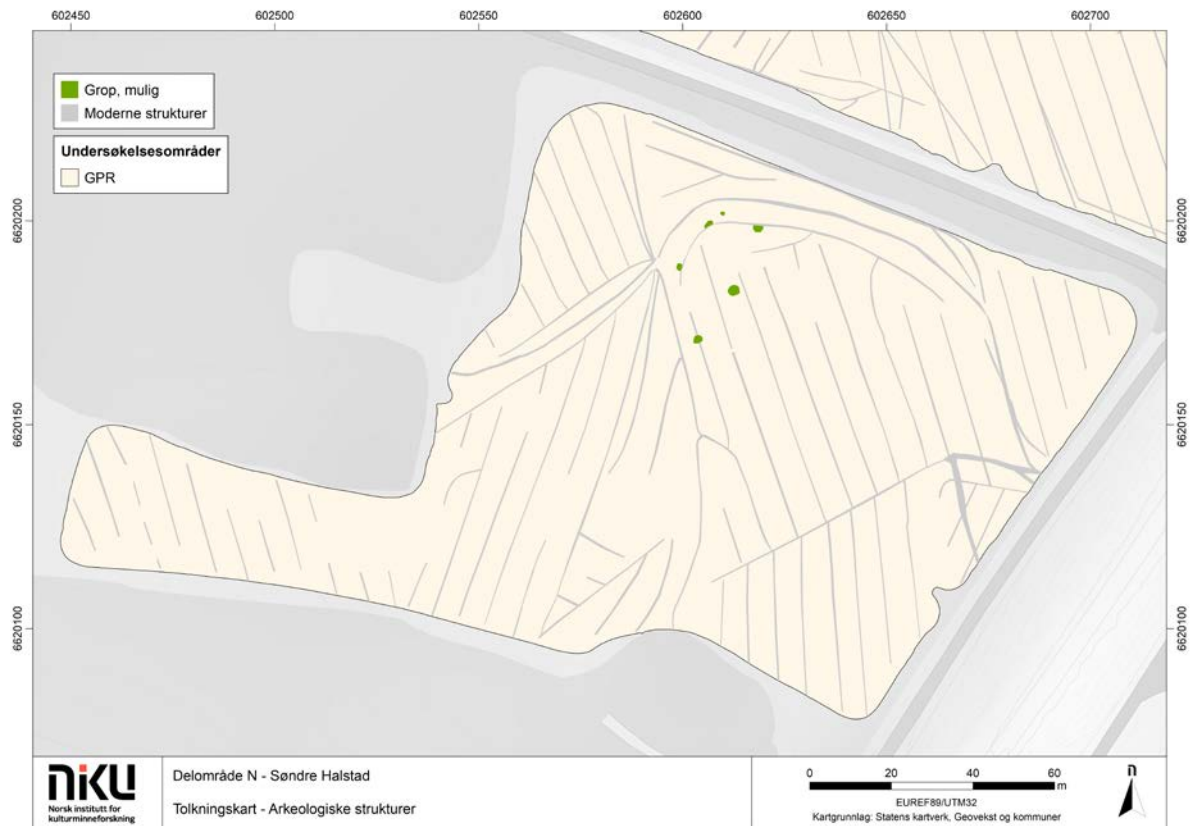 602450
602500
602550
602600
602650
602700
Grop, mulig
Moderne strukturer
Undersøkelsesområder
GPR
6620200
6620200
6620150
6620150
6620100
6620100
NIKU
Norsk institutt for
kulturminneforskning
Delområde N - Søndre Halstad
Tolkningskart - Arkeologiske strukturer
0 20 40 60
m
EUREF89/UTM32
Kartgrunnlag: Statens kartverk, Geovekst og kommuner
n